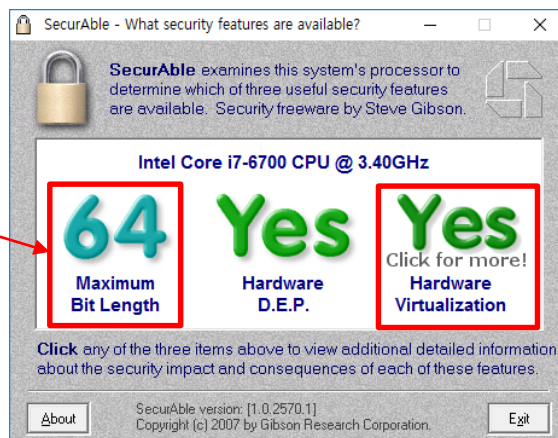 SecurAble - What security features are available?
SecurAble examines this system's processor to
determine which of three useful security features
are available. Security freeware by Steve Gibson.
Intel Core i7-6700 CPU @ 3.40GHz
64 Yes Yes
Click for more!
Maximum Hardware Hardware
Bit Length D.E.P. Virtualization
Click any of the three items above to view additional detailed information
about the security impact and consequences of each of these features.
About SecurAble version: [1.0.2570.1] Exit
Copyright (c) 2007 by Gibson Research Corporation.